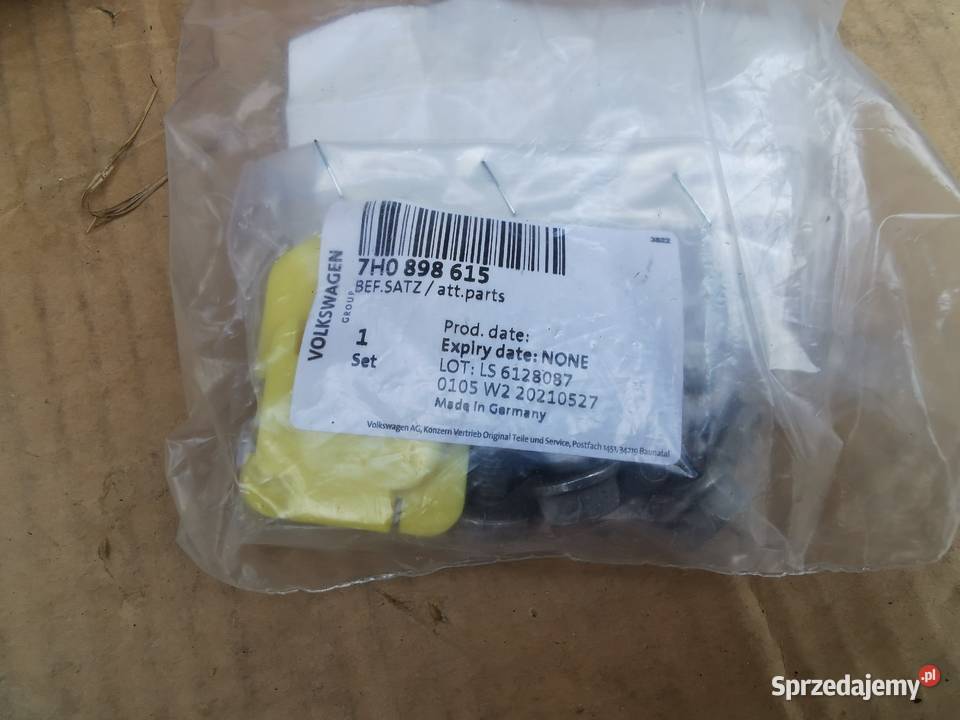 3822
7H0 898 615
BEF.SATZ / att.parts
VOLKSWAGEN
GROUP
1
Set
Prod. date:
Expiry date: NONE
LOT: LS 6128087
0105 W2 20210527
Made in Germany
Volkswagen AG, Konzern Vertrieb Original Teile und Service, Postfach 1451, 34219 Baunatal
Sprzedajemy.pl